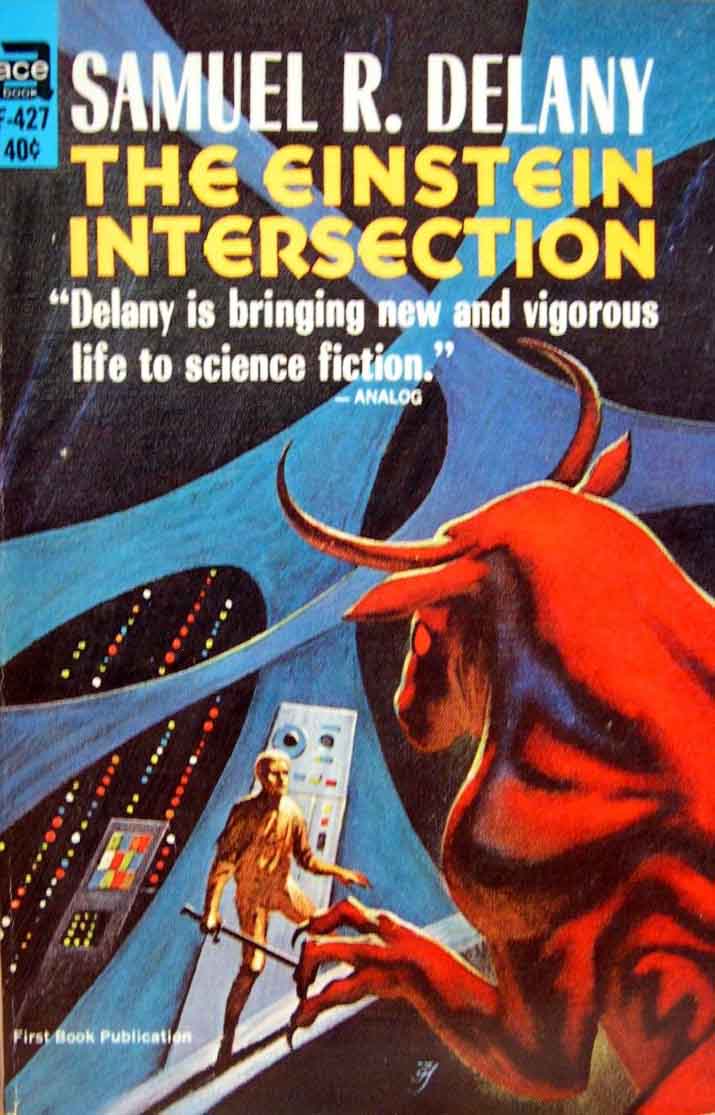 ace
BOOK
F-427
40¢
SAMUEL R. DELANY
THE EINSTEIN
INTERSECTION
“Delany is bringing new and vigorous
life to science fiction.”
— ANALOG
First Book Publication